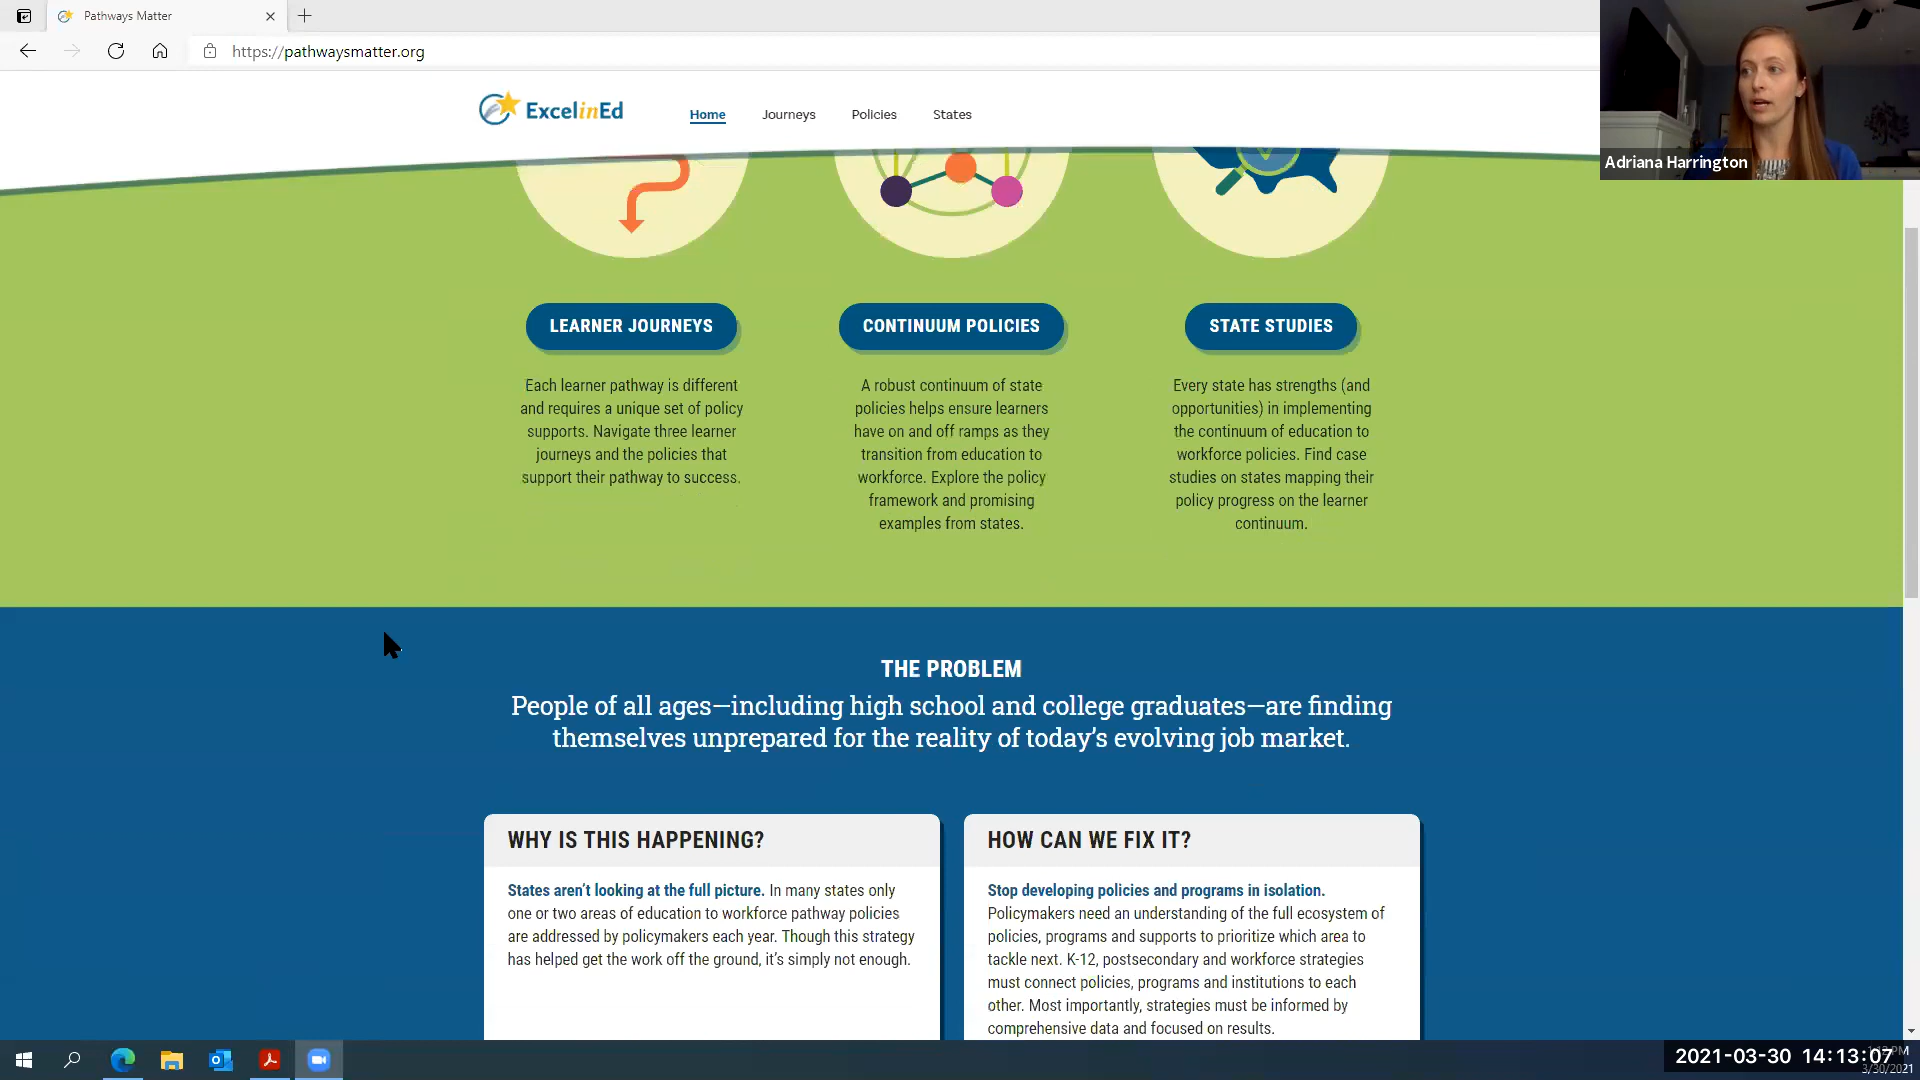 Pathways Matter
https://pathwaysmatter.org
ExcelinEd
Home
Journeys
Policies
States
Adriana Harrington
LEARNER JOURNEYS
Each learner pathway is different
and requires a unique set of policy
supports. Navigate three learner
journeys and the policies that
support their pathway to success.
CONTINUUM POLICIES
A robust continuum of state
policies helps ensure learners
have on and off ramps as they
transition from education to
workforce. Explore the policy
framework and promising
examples from states.
STATE STUDIES
Every state has strengths (and
opportunities) in implementing
the continuum of education to
workforce policies. Find case
studies on states mapping their
policy progress on the learner
continuum.
THE PROBLEM
People of all ages—including high school and college graduates—are finding
themselves unprepared for the reality of today's evolving job market.
WHY IS THIS HAPPENING?
States aren't looking at the full picture. In many states only
one or two areas of education to workforce pathway policies
are addressed by policymakers each year. Though this strategy
has helped get the work off the ground, it's simply not enough.
HOW CAN WE FIX IT?
Stop developing policies and programs in isolation.
Policymakers need an understanding of the full ecosystem of
policies, programs and supports to prioritize which area to
tackle next. K-12, postsecondary and workforce strategies
must connect policies, programs and institutions to each
other. Most importantly, strategies must be informed by
comprehensive data and focused on results.
2021-03-30 14:13:07
3/30/2021